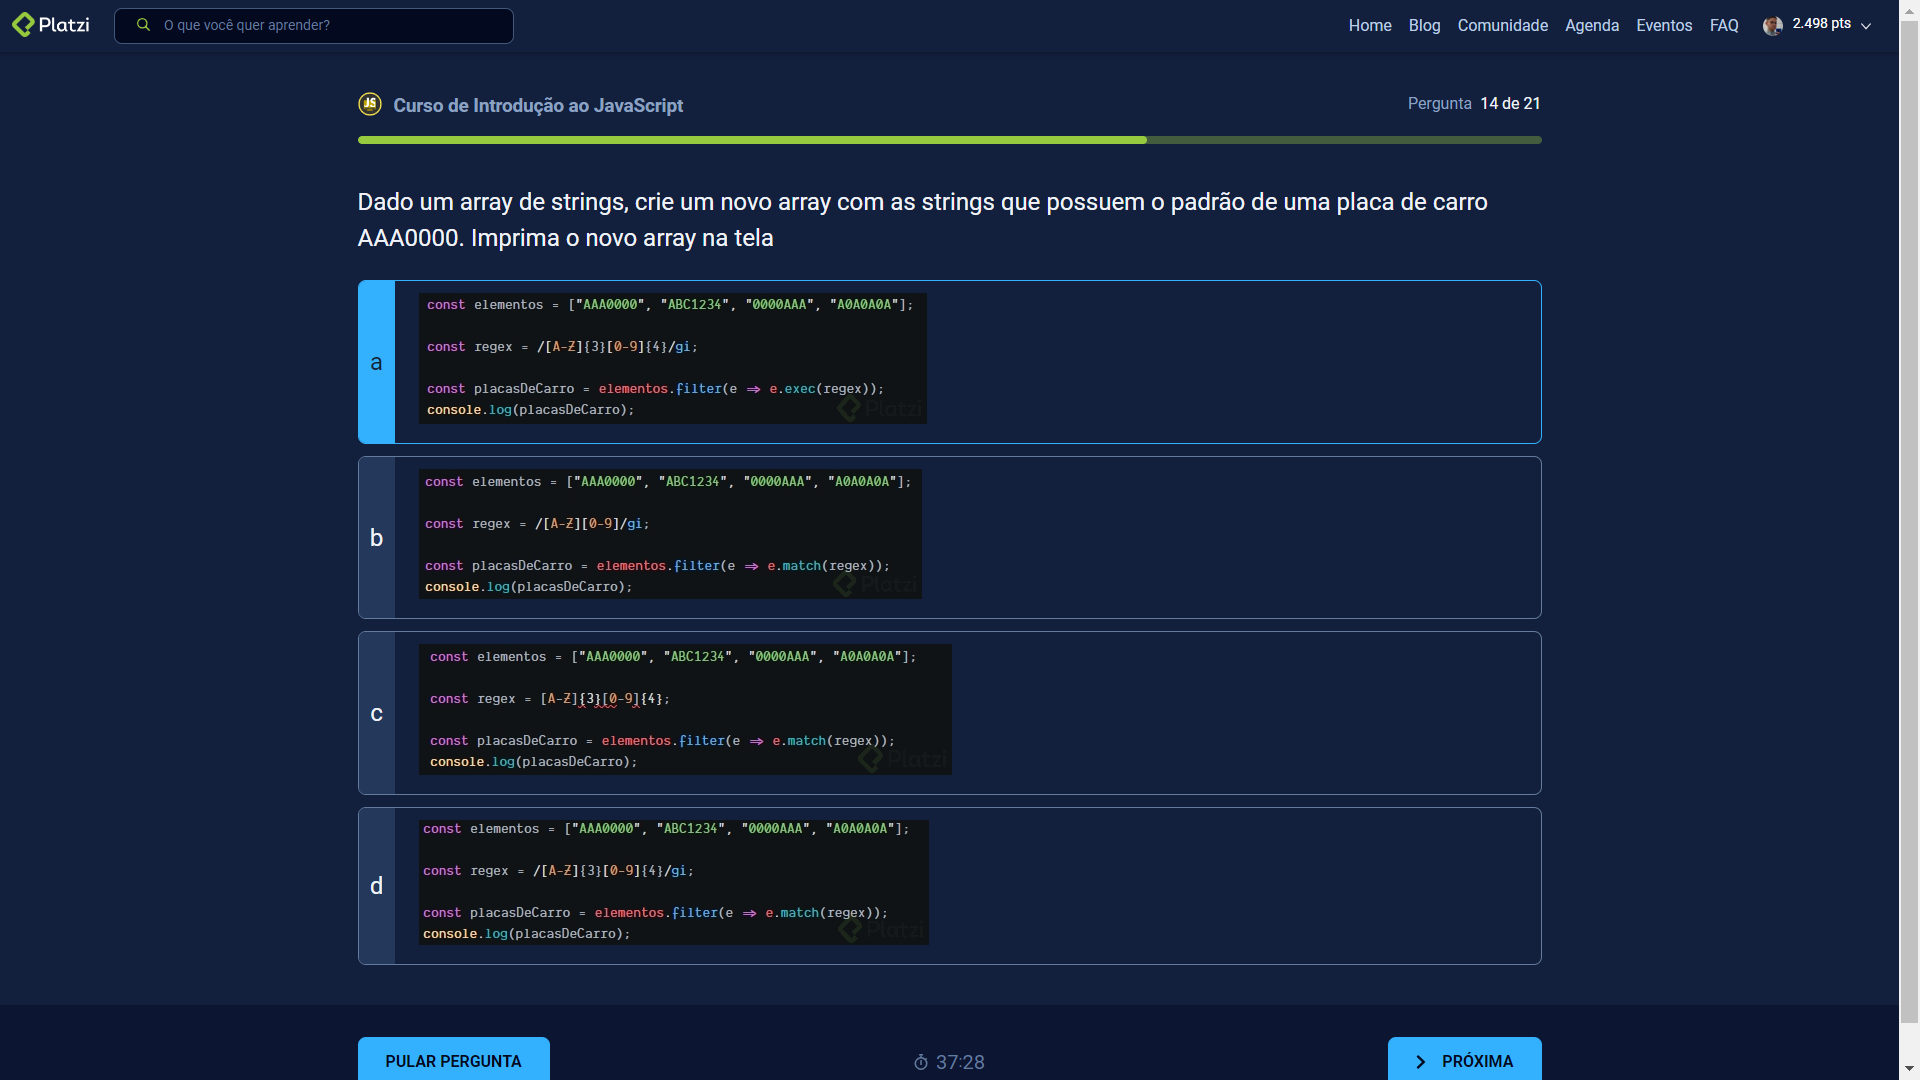 Platzi
O que você quer aprender?
Home Blog Comunidade Agenda Eventos FAQ 2.498 pts
JS Curso de Introdução ao JavaScript
Pergunta 14 de 21
Dado um array de strings, crie um novo array com as strings que possuem o padrão de uma placa de carro
AAA0000. Imprima o novo array na tela
a
const elementos = ["AAA0000", "ABC1234", "0000AAA", "A0A0A0A"];
const regex = /[A-Z]{3}[0-9]{4}/gi;
const placasDeCarro = elementos.filter(e ⇒ e.exec(regex));
console.log(placasDeCarro);
Platzi
b
const elementos = ["AAA0000", "ABC1234", "0000AAA", "A0A0A0A"];
const regex = /[A-Z][0-9]/gi;
const placasDeCarro = elementos.filter(e ⇒ e.match(regex));
console.log(placasDeCarro);
Platzi
c
const elementos = ["AAA0000", "ABC1234", "0000AAA", "A0A0A0A"];
const regex = [A-Z]{3}[0-9]{4};
const placasDeCarro = elementos.filter(e ⇒ e.match(regex));
console.log(placasDeCarro);
Platzi
d
const elementos = ["AAA0000", "ABC1234", "0000AAA", "A0A0A0A"];
const regex = /[A-Z]{3}[0-9]{4}/gi;
const placasDeCarro = elementos.filter(e ⇒ e.match(regex));
console.log(placasDeCarro);
Platzi
PULAR PERGUNTA
37:28
PRÓXIMA